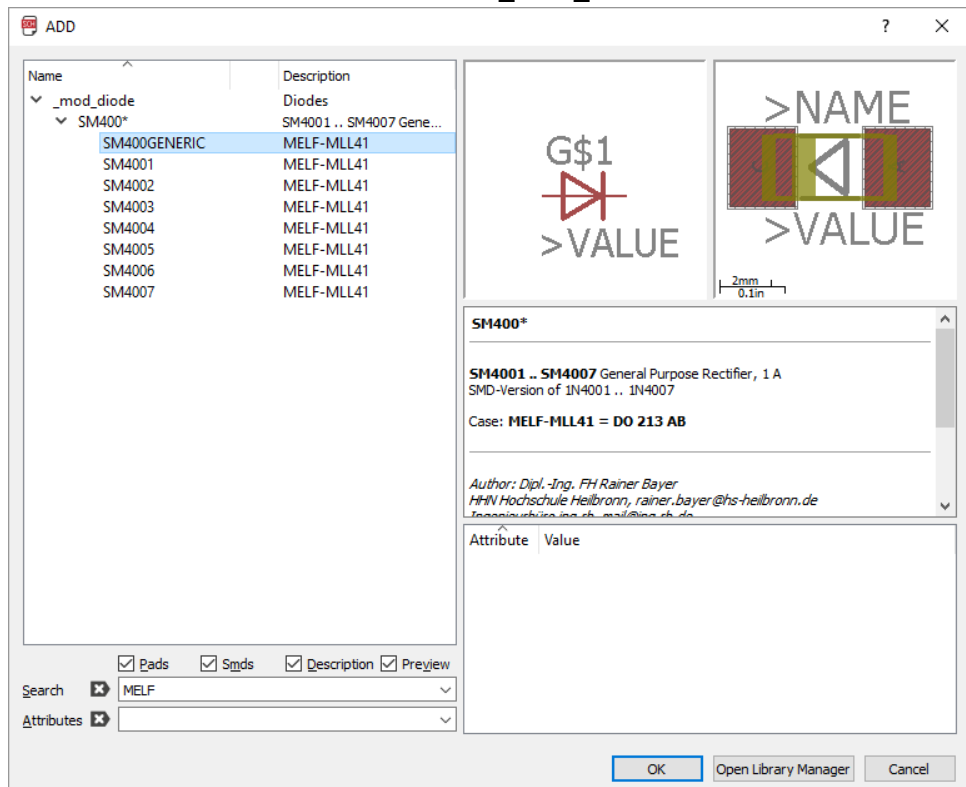 ADD
?
Name Description
_mod_diode Diodes
SM400* SM4001 .. SM4007 Gene...
SM400GENERIC MELF-MLL41
SM4001 MELF-MLL41
SM4002 MELF-MLL41
SM4003 MELF-MLL41
SM4004 MELF-MLL41
SM4005 MELF-MLL41
SM4006 MELF-MLL41
SM4007 MELF-MLL41
Pads Smds Description Preview
Search MELF
Attributes
G$1
>VALUE
>NAME
>VALUE
2mm
0.1in
SM400*
SM4001 .. SM4007 General Purpose Rectifier, 1 A
SMD-Version of 1N4001 .. 1N4007
Case: MELF-MLL41 = DO 213 AB
Author: Dipl.-Ing. FH Rainer Bayer
HHN Hochschule Heilbronn, rainer.bayer@hs-heilbronn.de
Attribute Value
OK Open Library Manager Cancel